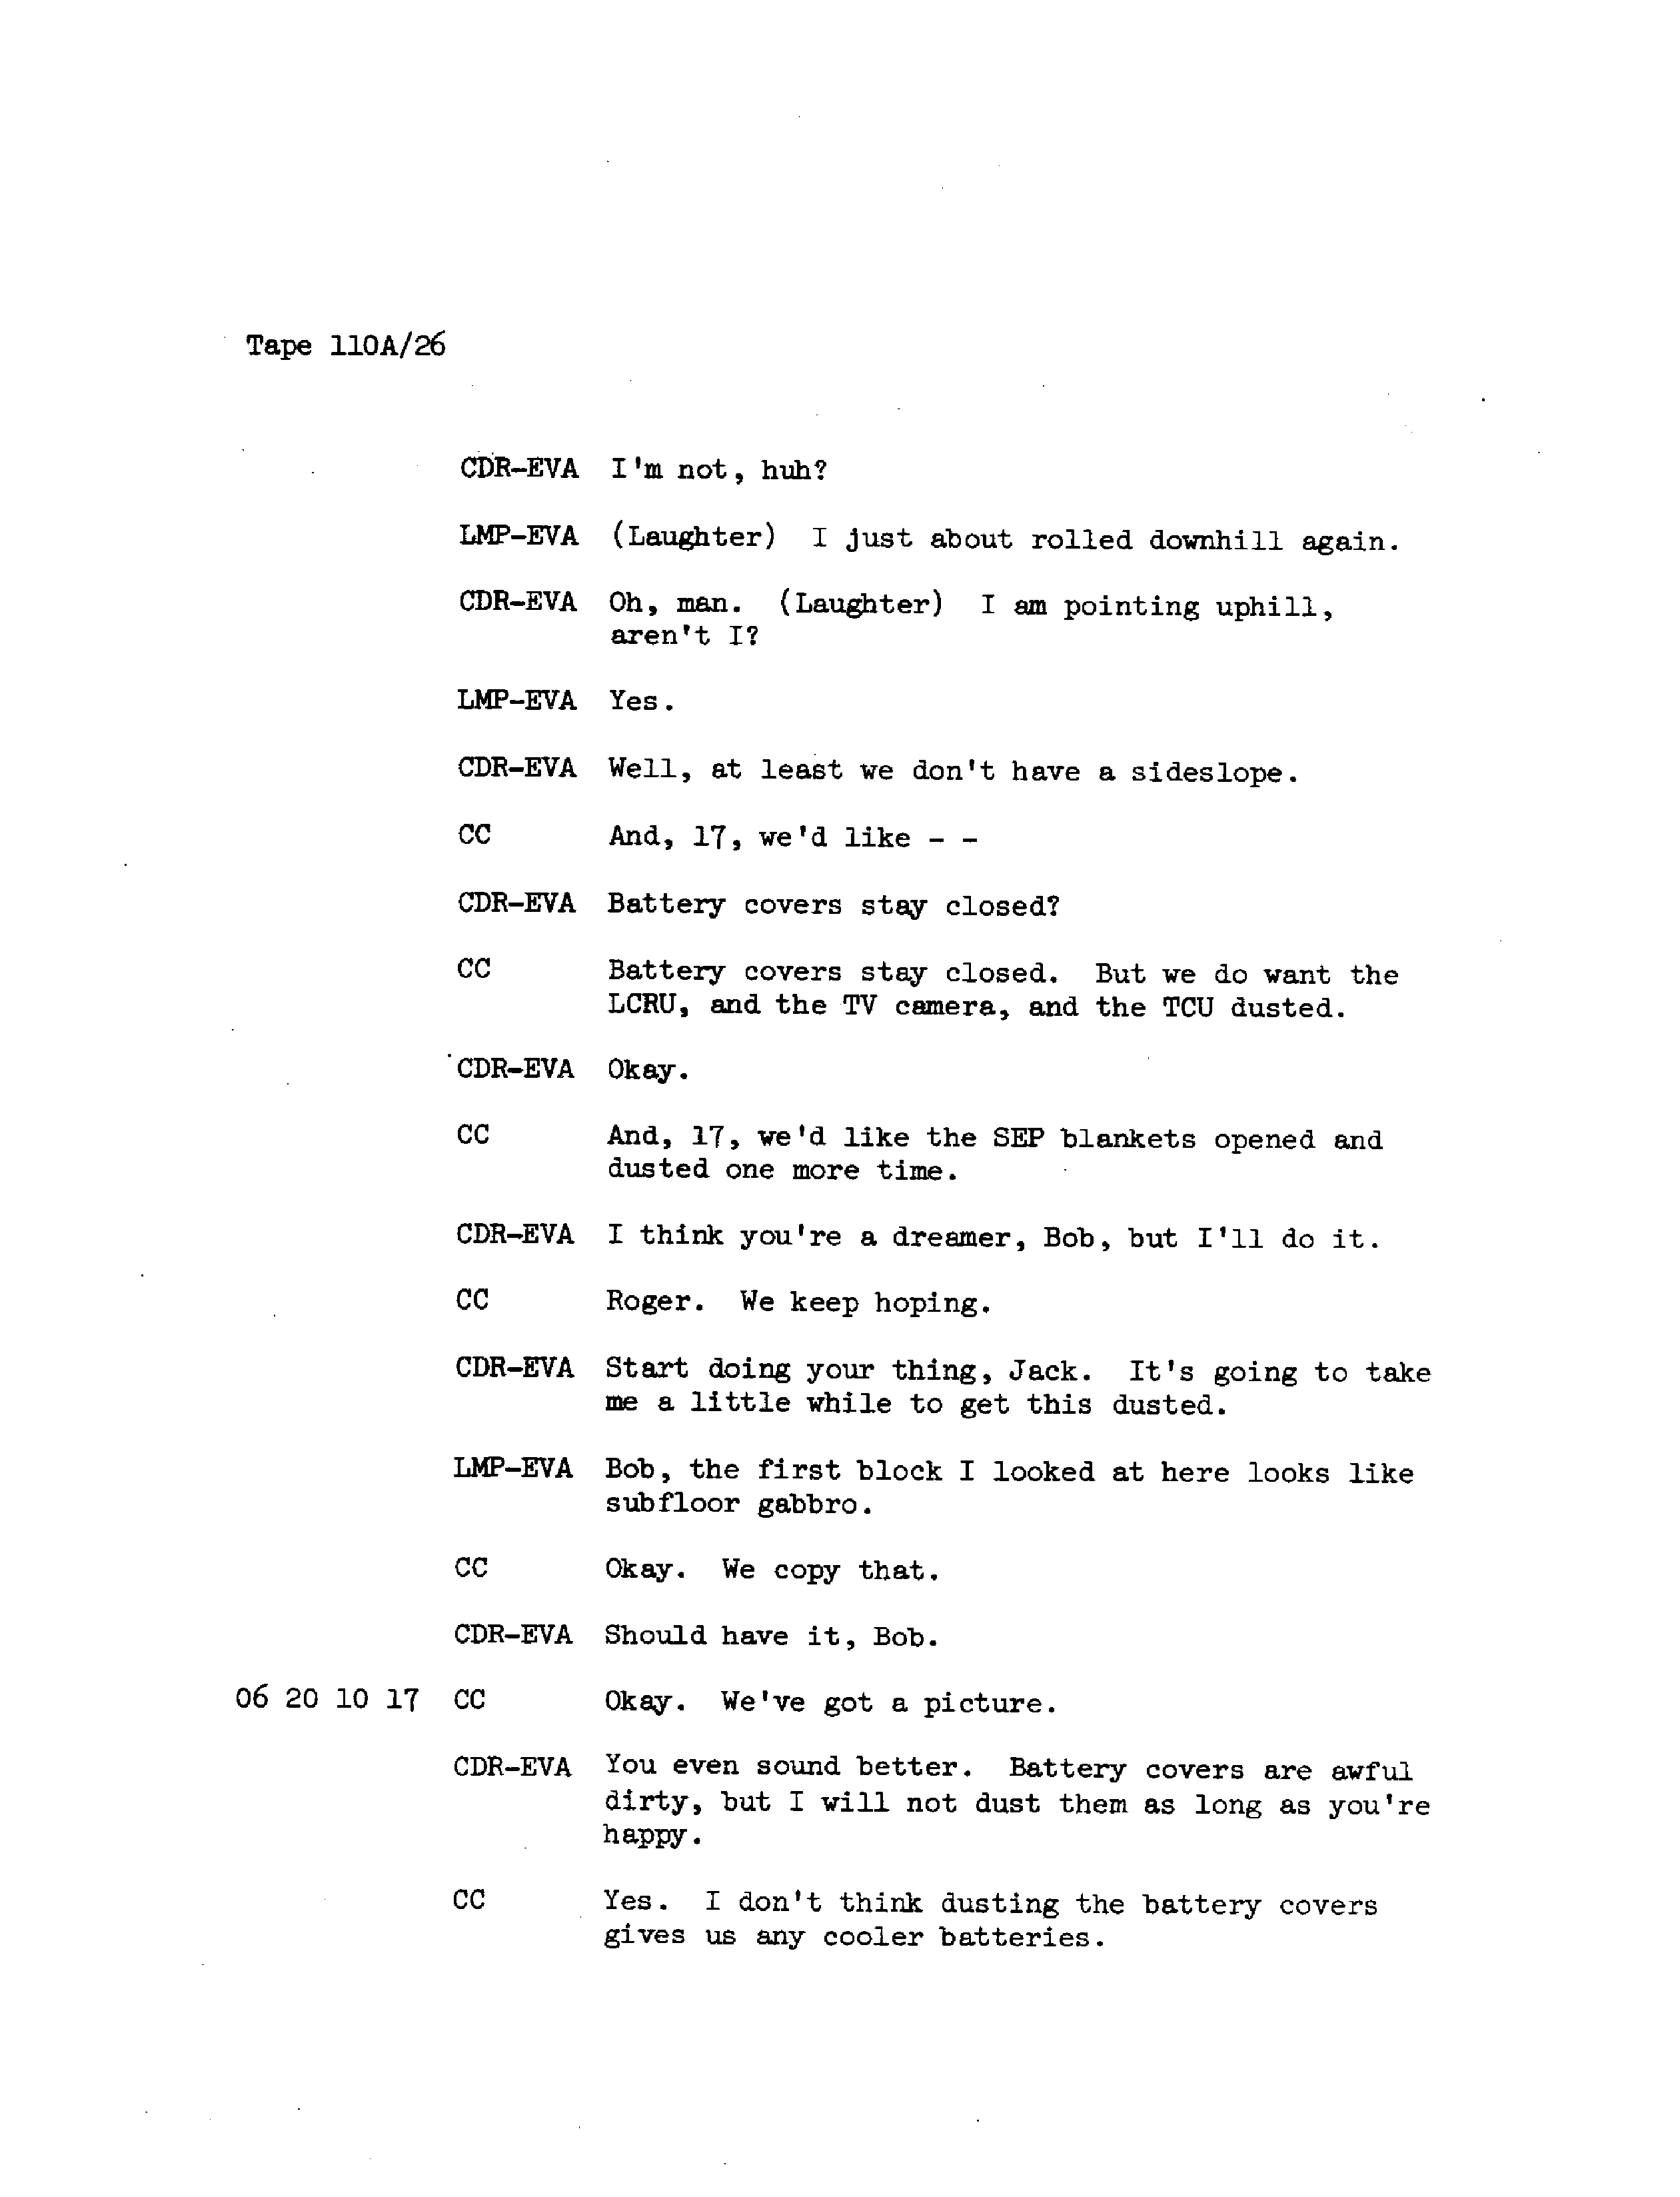 Tape 110A/26
CDR-EVA I'm not, huh?
LMP-EVA (Laughter) I just about rolled downhill again.
CDR-EVA Oh, man. (Laughter) I am pointing uphill,
aren't I?
LMP-EVA Yes.
CDR-EVA Well, at least we don't have a sideslope.
CC And, 17, we'd like - -
CDR-EVA Battery covers stay closed?
CC Battery covers stay closed. But we do want the
LCRU, and the TV camera, and the TCU dusted.
CDR-EVA Okay.
CC And, 17, we'd like the SEP blankets opened and
dusted one more time.
CDR-EVA I think you're a dreamer, Bob, but I'll do it.
CC Roger. We keep hoping.
CDR-EVA Start doing your thing, Jack. It's going to take
me a little while to get this dusted.
LMP-EVA Bob, the first block I looked at here looks like
subfloor gabbro.
CC Okay. We copy that.
CDR-EVA Should have it, Bob.
06 20 10 17 CC Okay. We've got a picture.
CDR-EVA You even sound better. Battery covers are awful
dirty, but I will not dust them as long as you're
happy.
CC Yes. I don't think dusting the battery covers
gives us any cooler batteries.